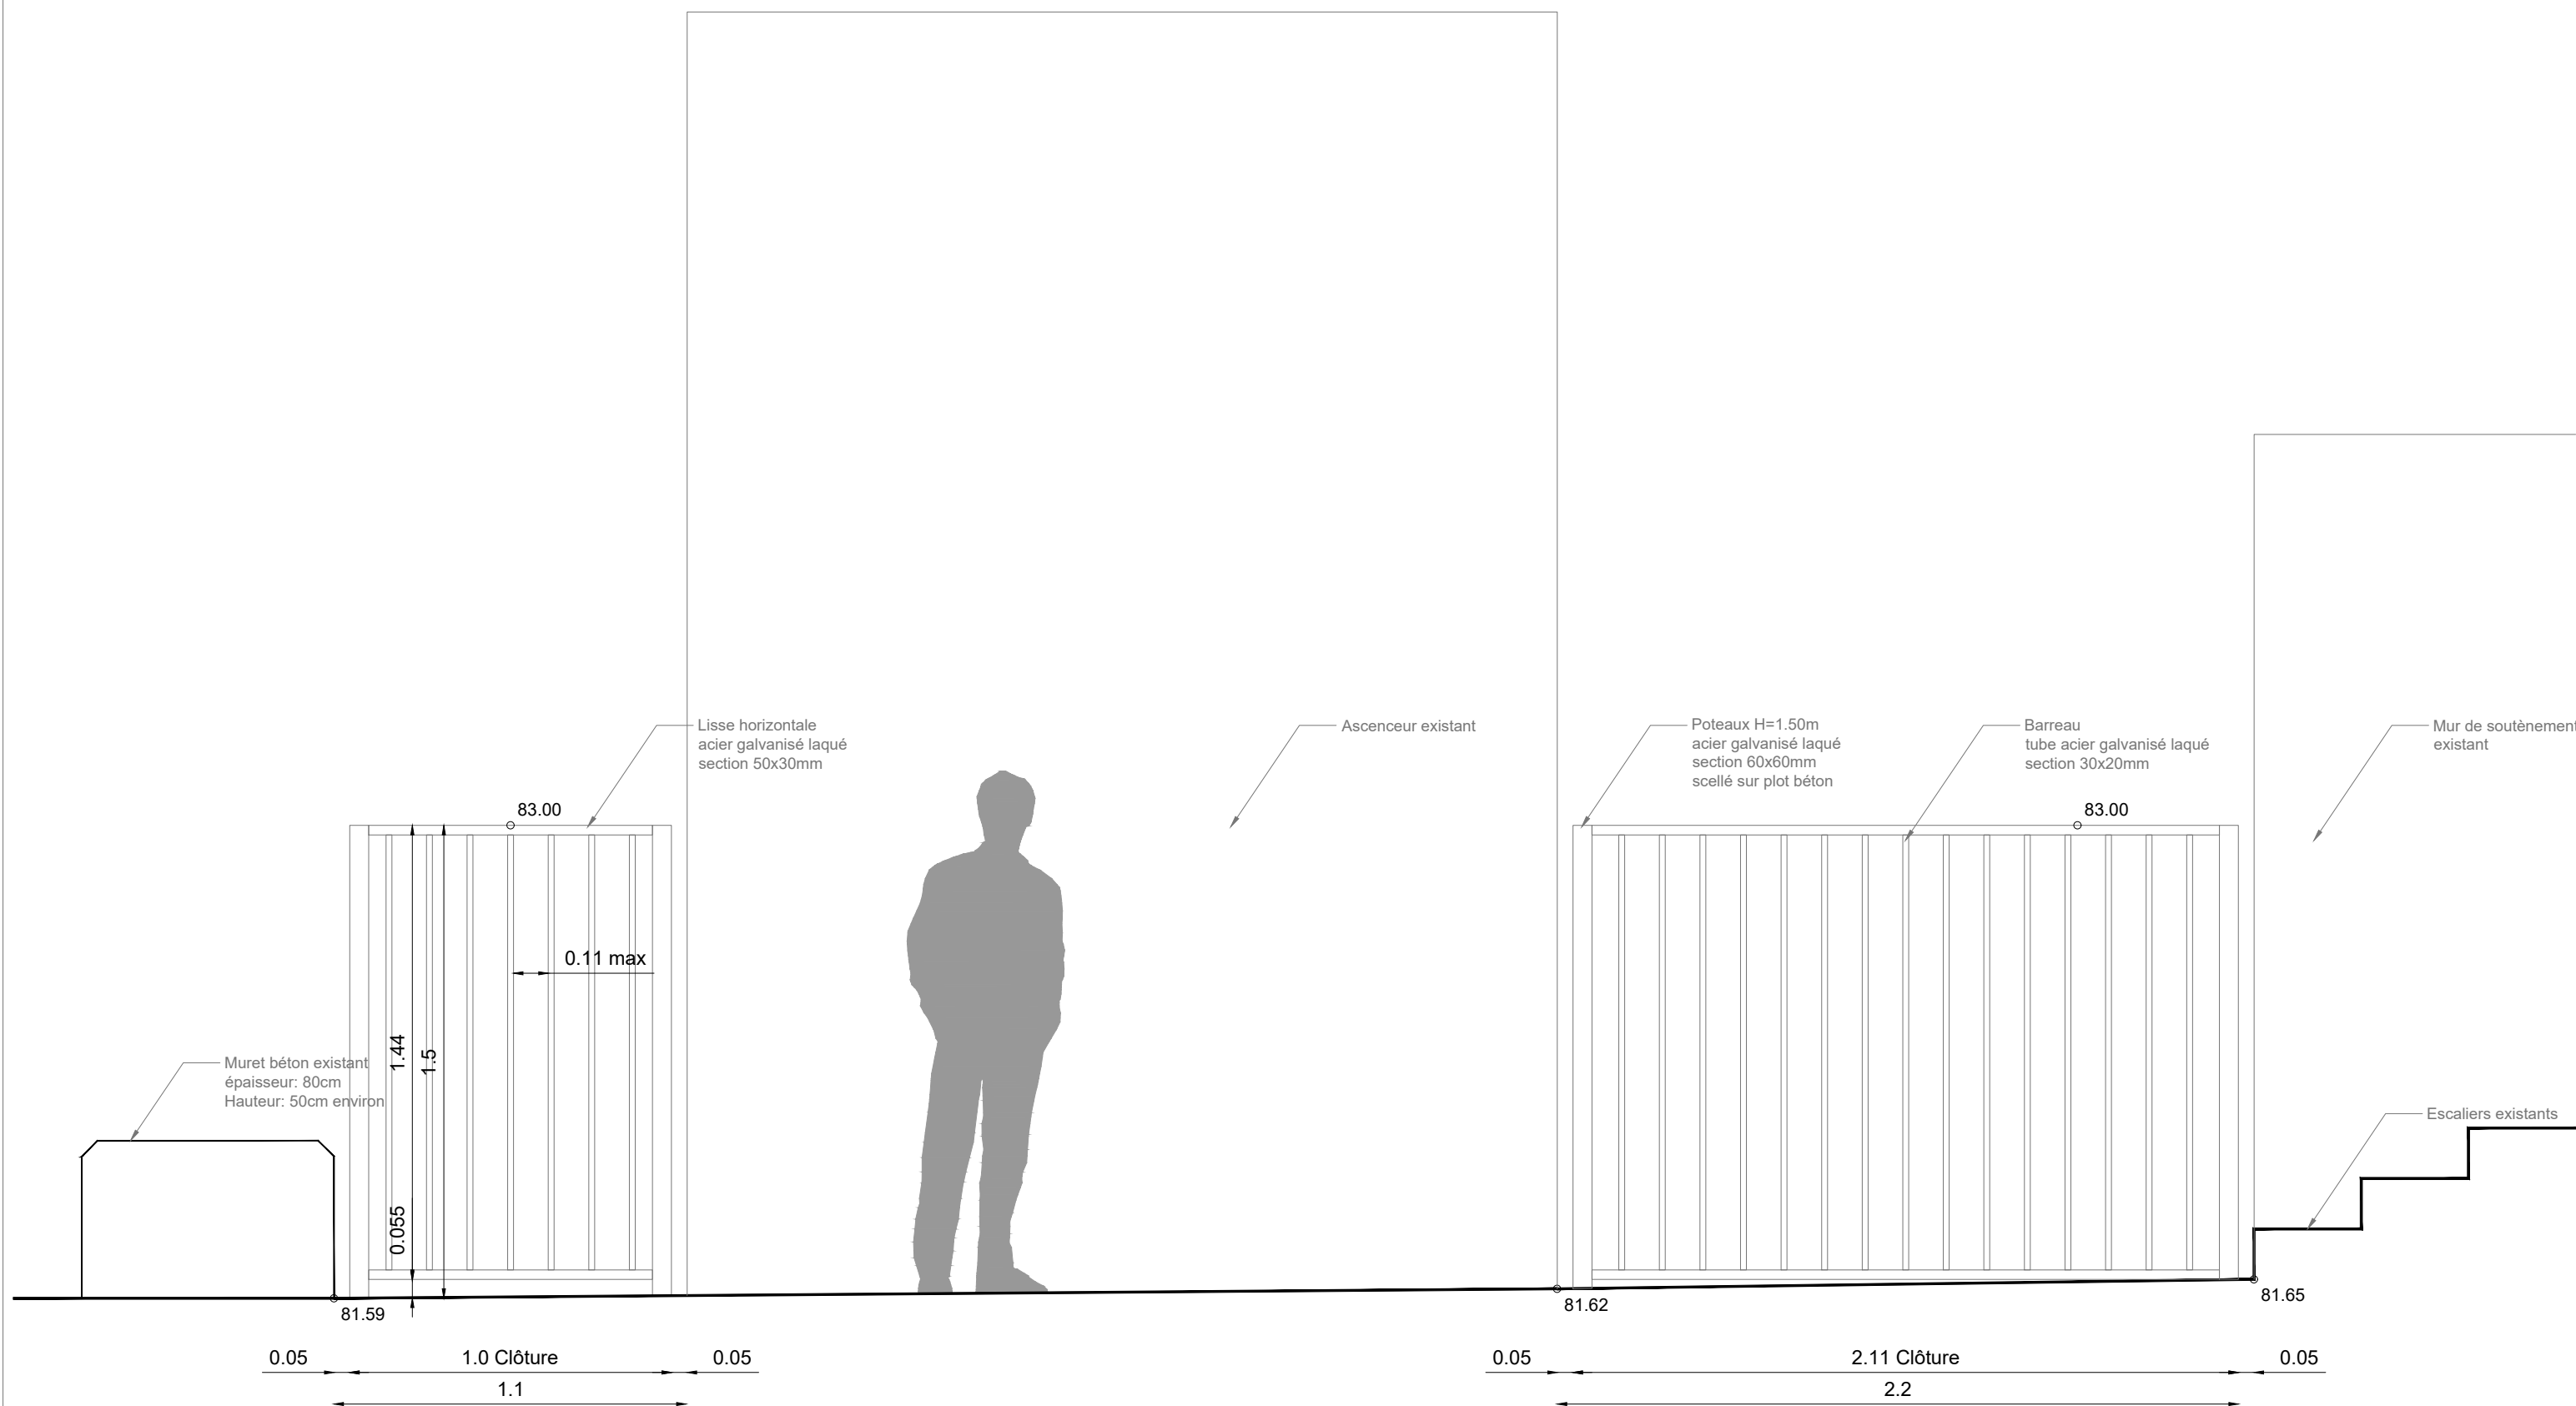 Lisse horizontale
acier galvanisé laqué
section 50x30mm
Ascenceur existant
Poteaux H=1.50m
acier galvanisé laqué
section 60x60mm
scellé sur plot béton
Barreau
tube acier galvanisé laqué
section 30x20mm
Mur de soutènement
existant
83.00
83.00
0.11 max
1.44
1.5
0.055
Muret béton existant
épaisseur: 80cm
Hauteur: 50cm environ
Escaliers existants
81.59
81.62
81.65
0.05
1.0 Clôture
0.05
0.05
2.11 Clôture
0.05
1.1
2.2